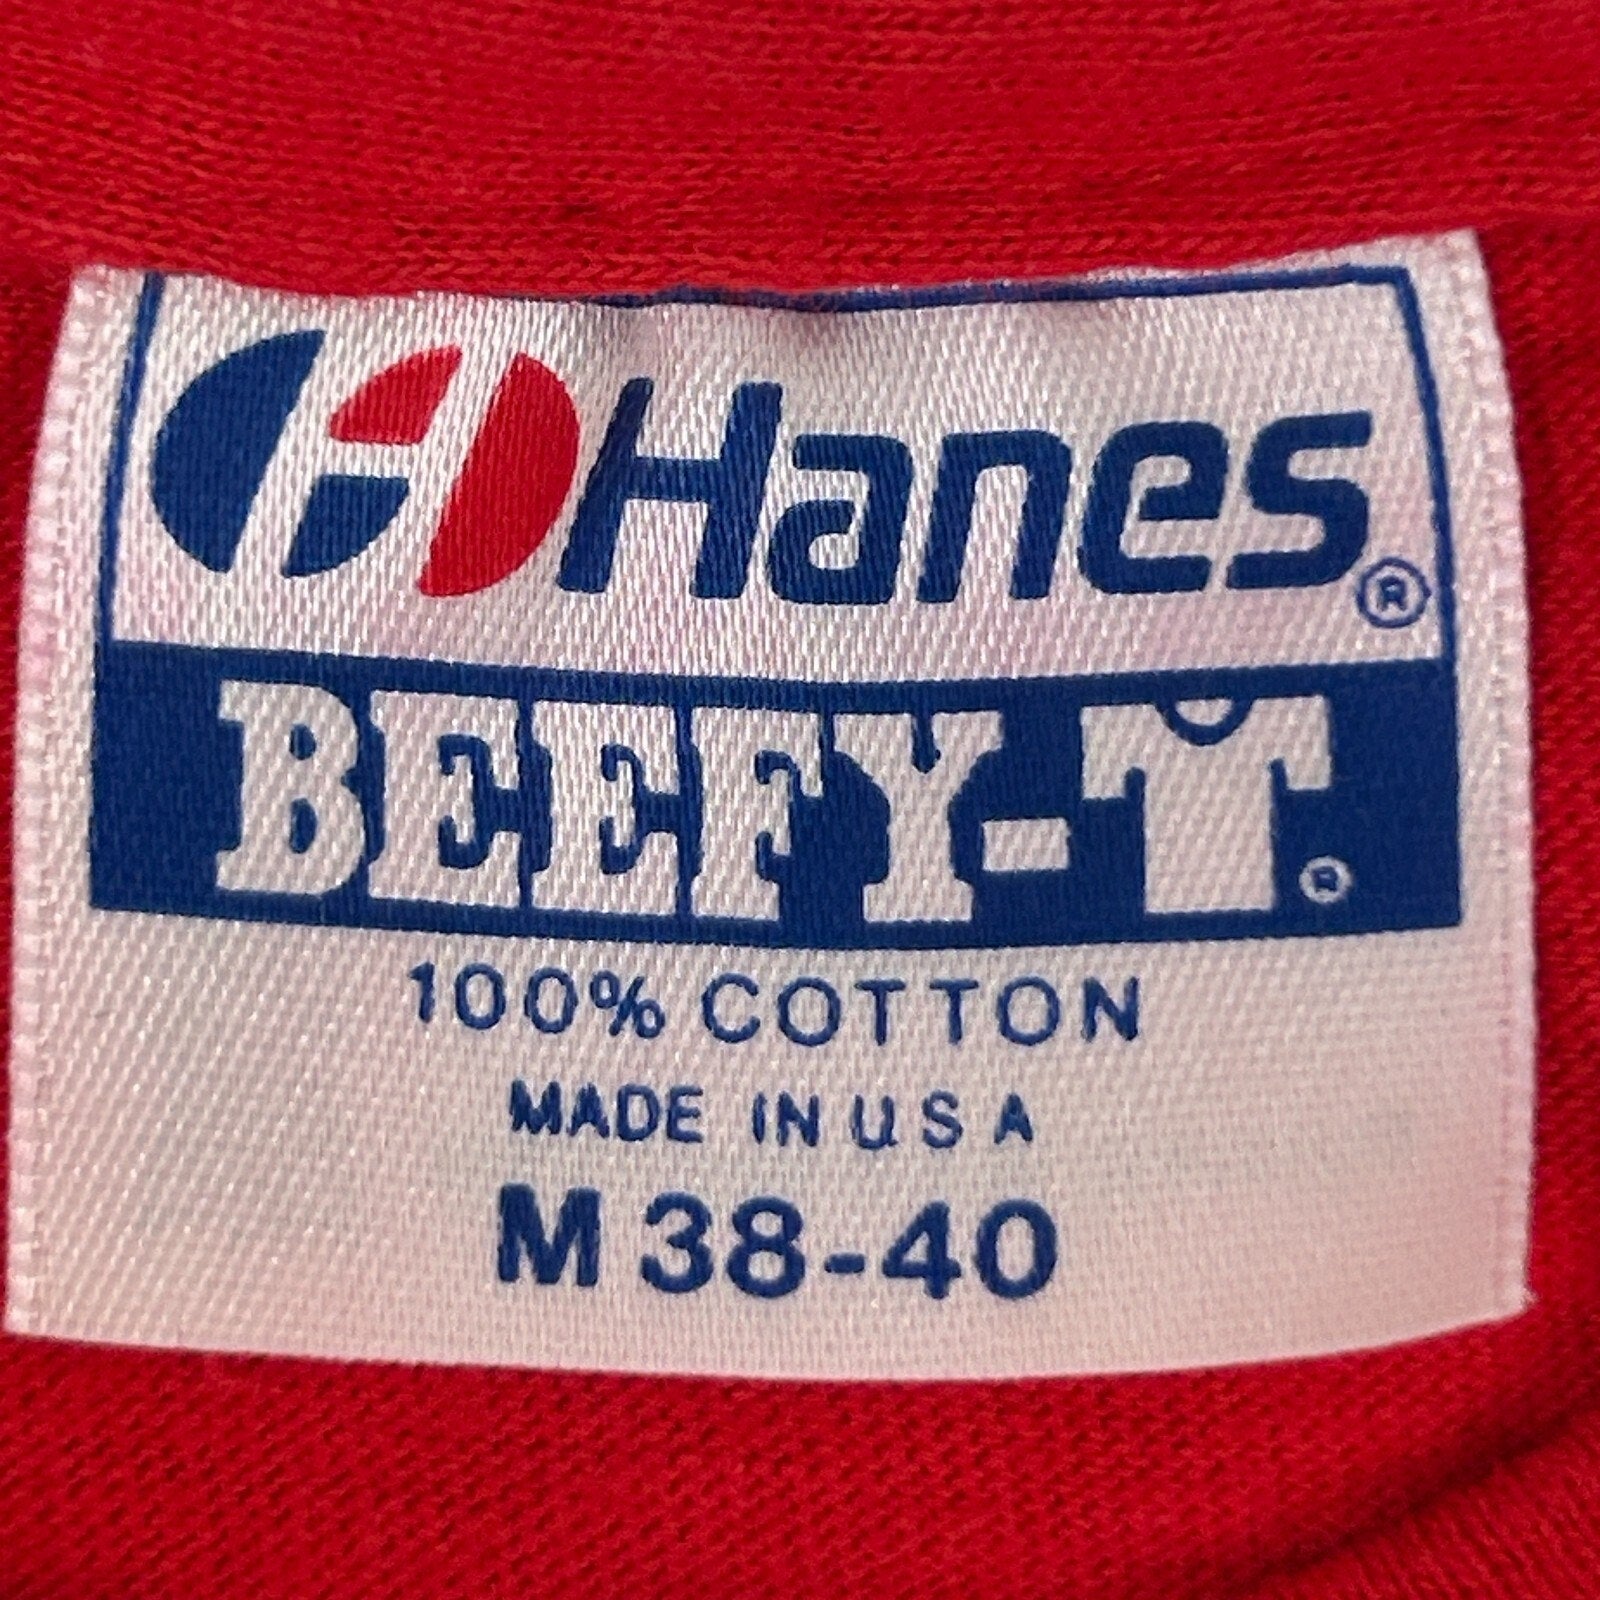 Hanes®
BEEFY-T®
100% COTTON
MADE IN U S A
M 38-40